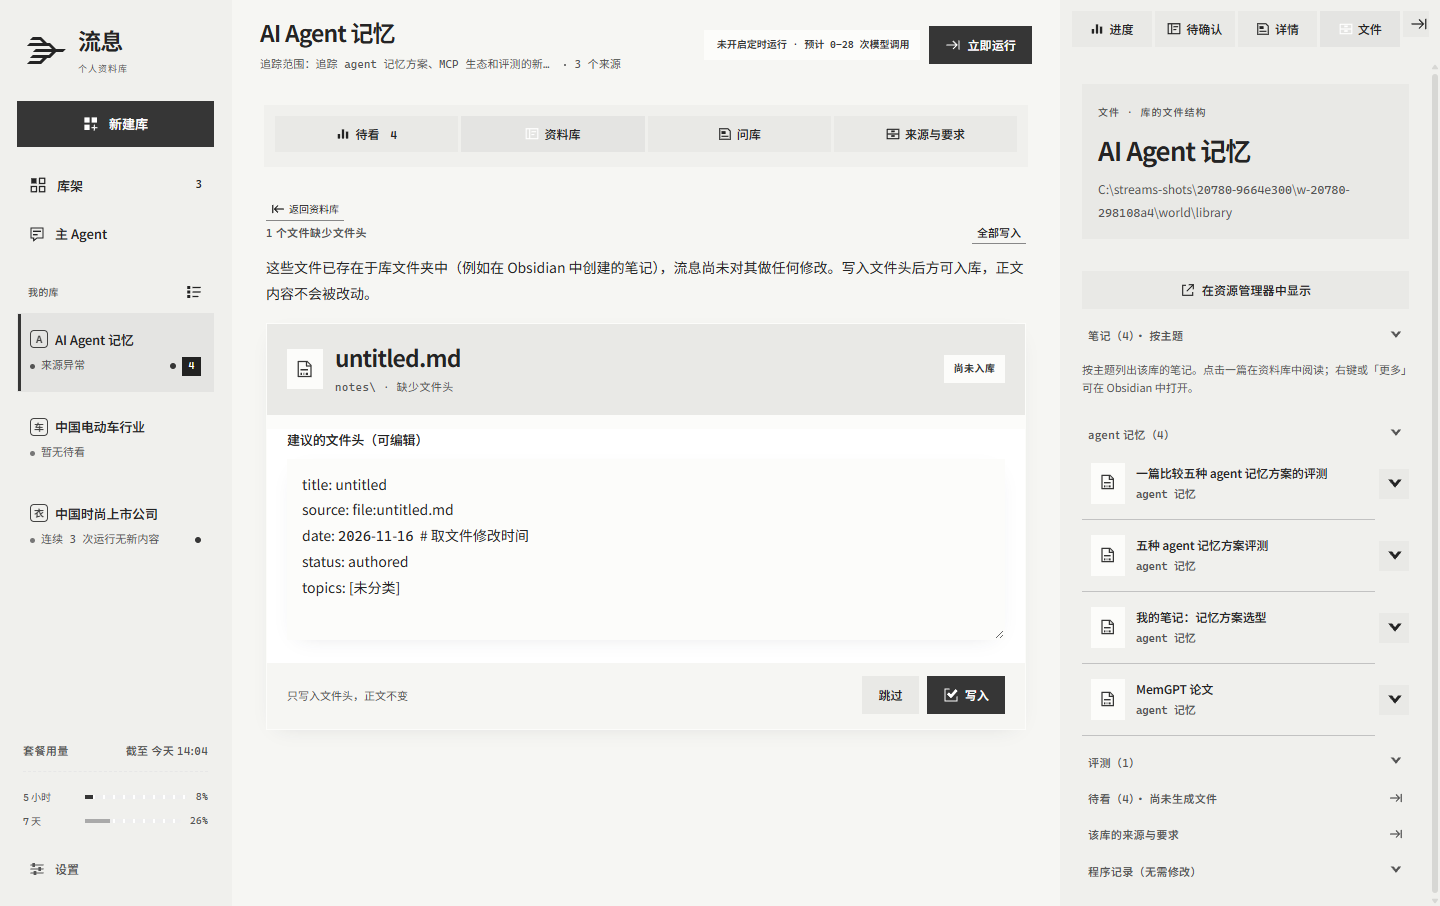 流息
个人资料库
新建库
库架 3
主 Agent
我的库
A AI Agent 记忆
来源异常 4
车 中国电动车行业
暂无待看
衣 中国时尚上市公司
连续 3 次运行无新内容
套餐用量 截至 今天 14:04
5 小时 8%
7 天 26%
设置
AI Agent 记忆
追踪范围：追踪 agent 记忆方案、MCP 生态和评测的新… · 3 个来源
未开启定时运行 · 预计 0–28 次模型调用
立即运行
待看 4
资料库
问库
来源与要求
返回资料库
1 个文件缺少文件头
全部写入
这些文件已存在于库文件夹中（例如在 Obsidian 中创建的笔记），流息尚未对其做任何修改。写入文件头后方可入库，正文
内容不会被改动。
untitled.md
notes\ · 缺少文件头
尚未入库
建议的文件头（可编辑）
title: untitled
source: file:untitled.md
date: 2026-11-16 # 取文件修改时间
status: authored
topics: [未分类]
只写入文件头，正文不变
跳过
写入
进度
待确认
详情
文件
文件 · 库的文件结构
AI Agent 记忆
C:\streams-shots\20780-9664e300\w-20780-
298108a4\world\library
在资源管理器中显示
笔记（4）· 按主题
按主题列出该库的笔记。点击一篇在资料库中阅读；右键或「更多」
可在 Obsidian 中打开。
agent 记忆（4）
一篇比较五种 agent 记忆方案的评测
agent 记忆
五种 agent 记忆方案评测
agent 记忆
我的笔记：记忆方案选型
agent 记忆
MemGPT 论文
agent 记忆
评测（1）
待看（4）· 尚未生成文件
该库的来源与要求
程序记录（无需修改）